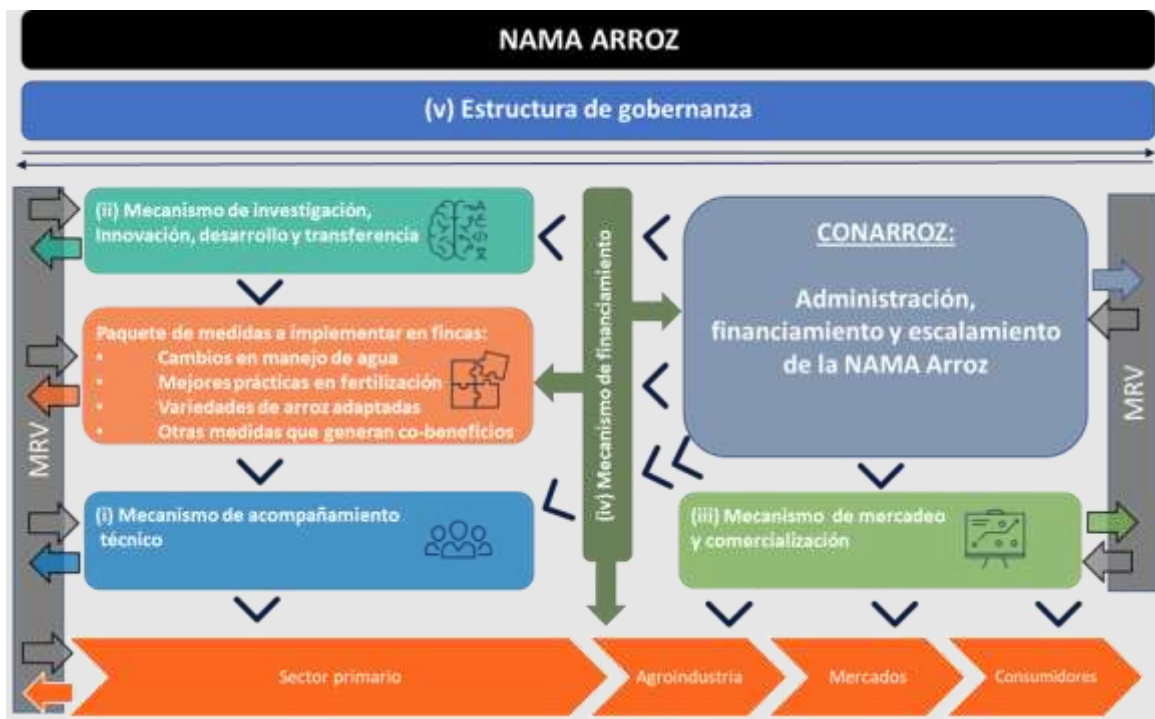 NAMA ARROZ
(v) Estructura de gobernanza
MRV
(ii) Mecanismo de investigación,
Innovación, desarrollo y transferencia
Paquete de medidas a implementar en fincas:
• Cambios en manejo de agua
• Mejores prácticas en fertilización
• Variedades de arroz adaptadas
• Otras medidas que generan co-beneficios
(i) Mecanismo de acompañamiento
técnico
(iv) Mecanismo de financiamiento
CONARROZ:
Administración,
financiamiento y escalamiento
de la NAMA Arroz
(iii) Mecanismo de mercadeo
y comercialización
MRV
Sector primario
Agroindustria
Mercados
Consumidores